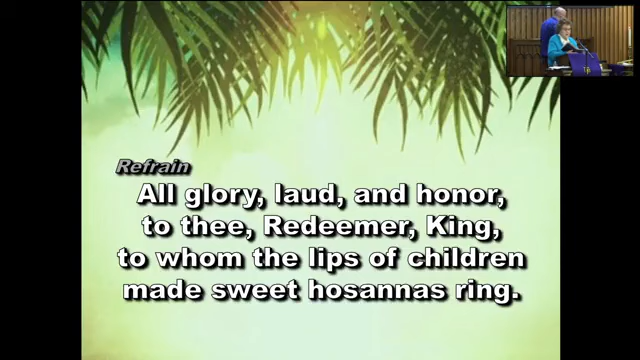 Refrain
All glory, laud, and honor,
to thee, Redeemer, King,
to whom the lips of children
made sweet hosannas ring.